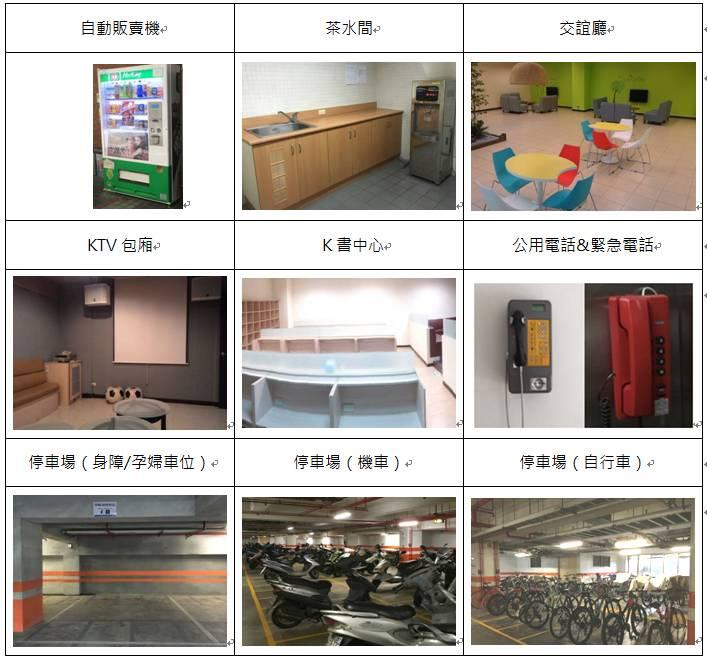 自動販賣機
茶水間
交誼廳
KTV 包廂
K 書中心
公用電話&緊急電話
停車場（身障/孕婦車位）
停車場（機車）
停車場（自行車）